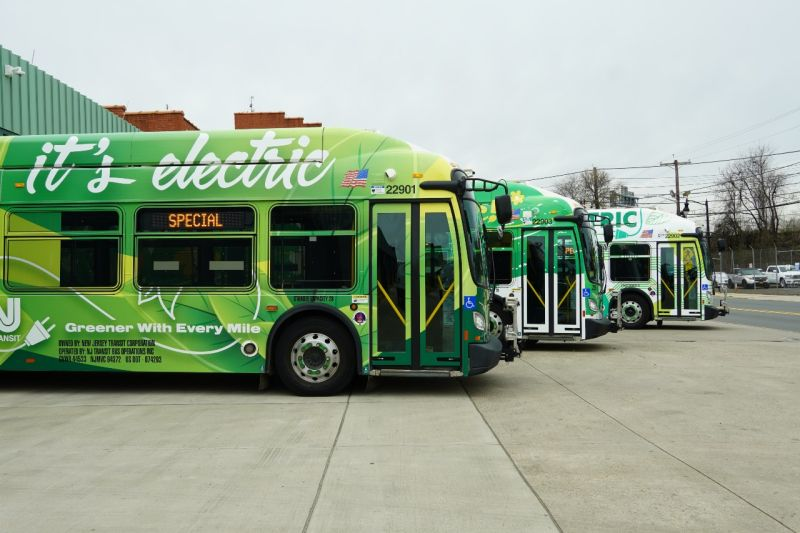 it's electric
22901
SPECIAL
Greener With Every Mile
OWNED BY: NEW JERSEY TRANSIT CORPORATION
OPERATED BY: NJ TRANSIT BUS OPERATIONS INC
22903
22902
RIC